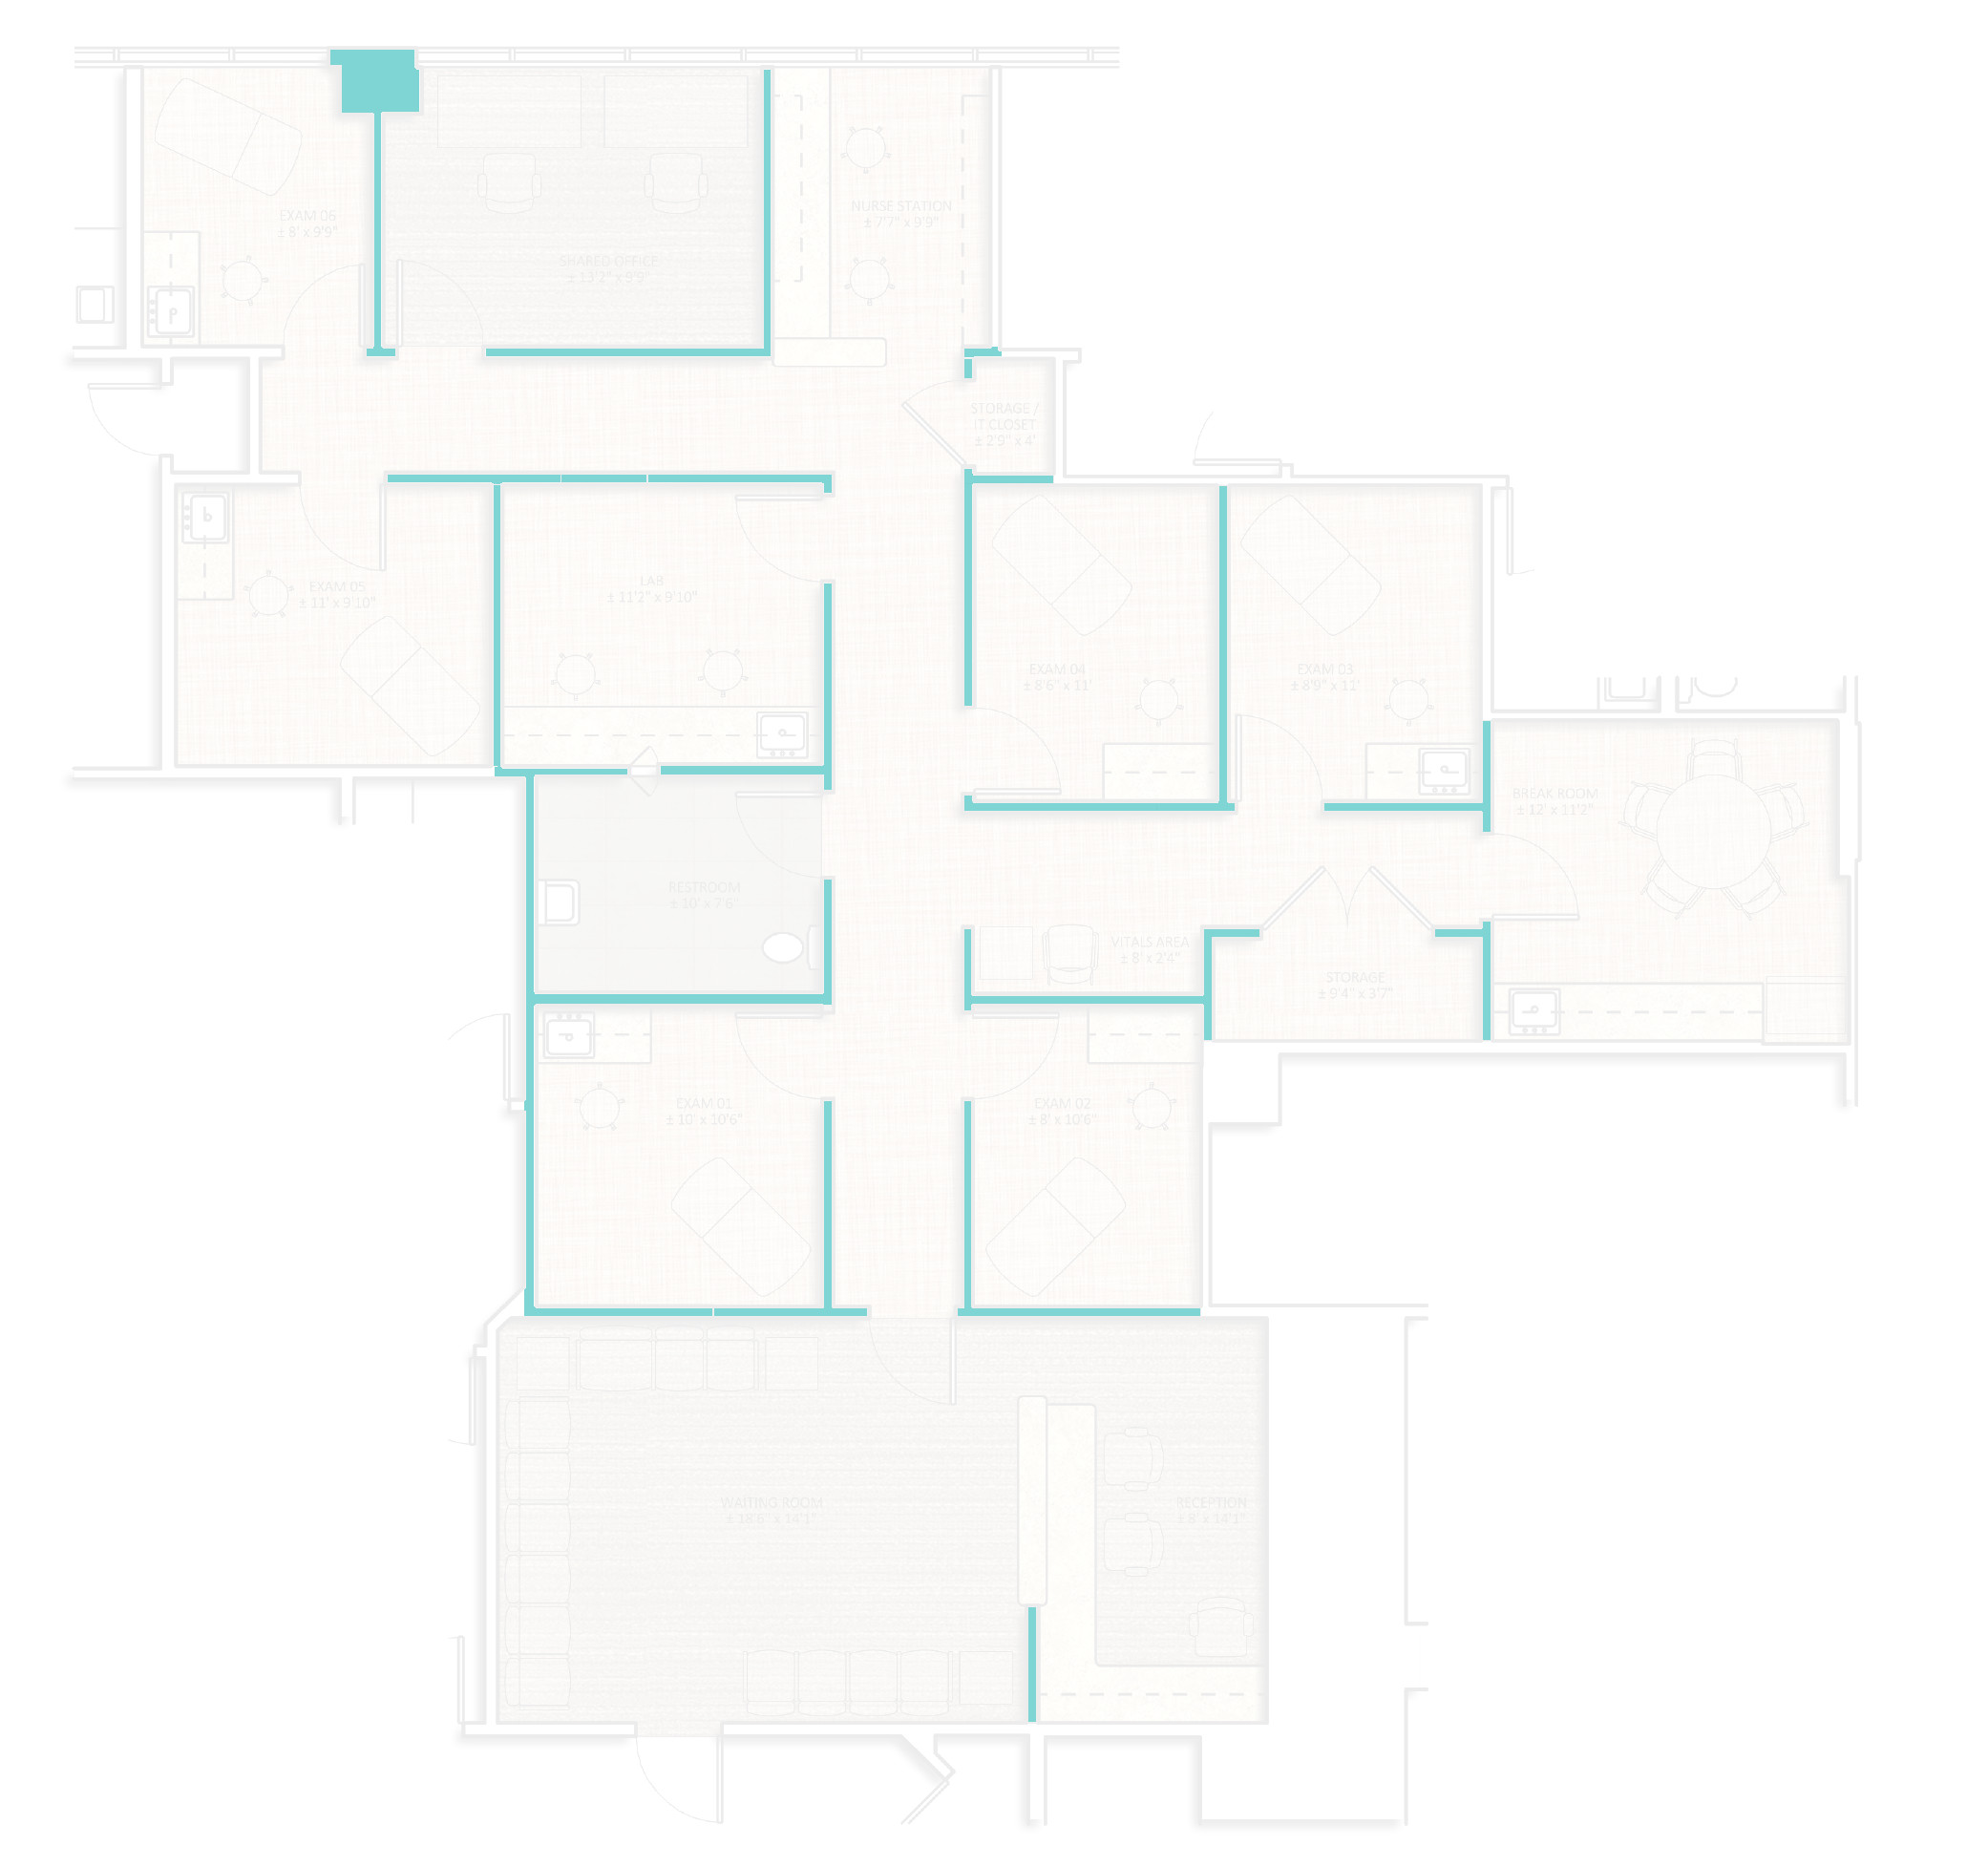 EXAM 06
± 8' x 9'9"
SHARED OFFICE
± 13'2" x 9'9"
NURSE STATION
± 7'7" x 9'9"
STORAGE /
IT CLOSET
± 2'9" x 4'
EXAM 05
± 11' x 9'10"
LAB
± 11'2" x 9'10"
EXAM 04
± 8'6" x 11'
EXAM 03
± 8'9" x 11'
BREAK ROOM
± 12' x 11'2"
RESTROOM
± 10' x 7'6"
VITALS AREA
± 8' x 2'4"
STORAGE
± 9'4" x 3'7"
EXAM 01
± 10' x 10'6"
EXAM 02
± 8' x 10'6"
WAITING ROOM
± 18'6" x 14'1"
RECEPTION
± 8' x 14'1"